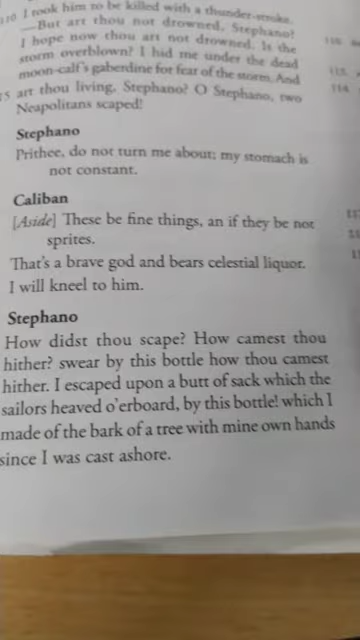 110 I took him to be killed with a thunder-stroke.
—But art thou not drowned, Stephano?
I hope now thou art not drowned. Is the
storm overblown? I hid me under the dead
moon-calf's gaberdine for fear of the storm. And
15 art thou living, Stephano? O Stephano, two
Neapolitans scaped!
Stephano
Prithee, do not turn me about; my stomach is
not constant.
Caliban
[Aside] These be fine things, an if they be not
sprites.
That's a brave god and bears celestial liquor.
I will kneel to him.
Stephano
How didst thou scape? How camest thou
hither? swear by this bottle how thou camest
hither. I escaped upon a butt of sack which the
sailors heaved o'erboard, by this bottle! which I
made of the bark of a tree with mine own hands
since I was cast ashore.